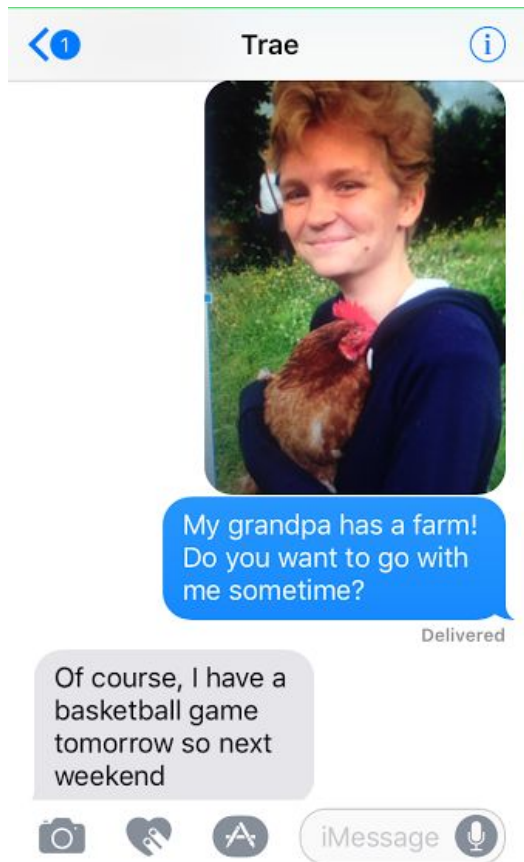 1
Trae
i
My grandpa has a farm!
Do you want to go with
me sometime?
Delivered
Of course, I have a
basketball game
tomorrow so next
weekend
iMessage